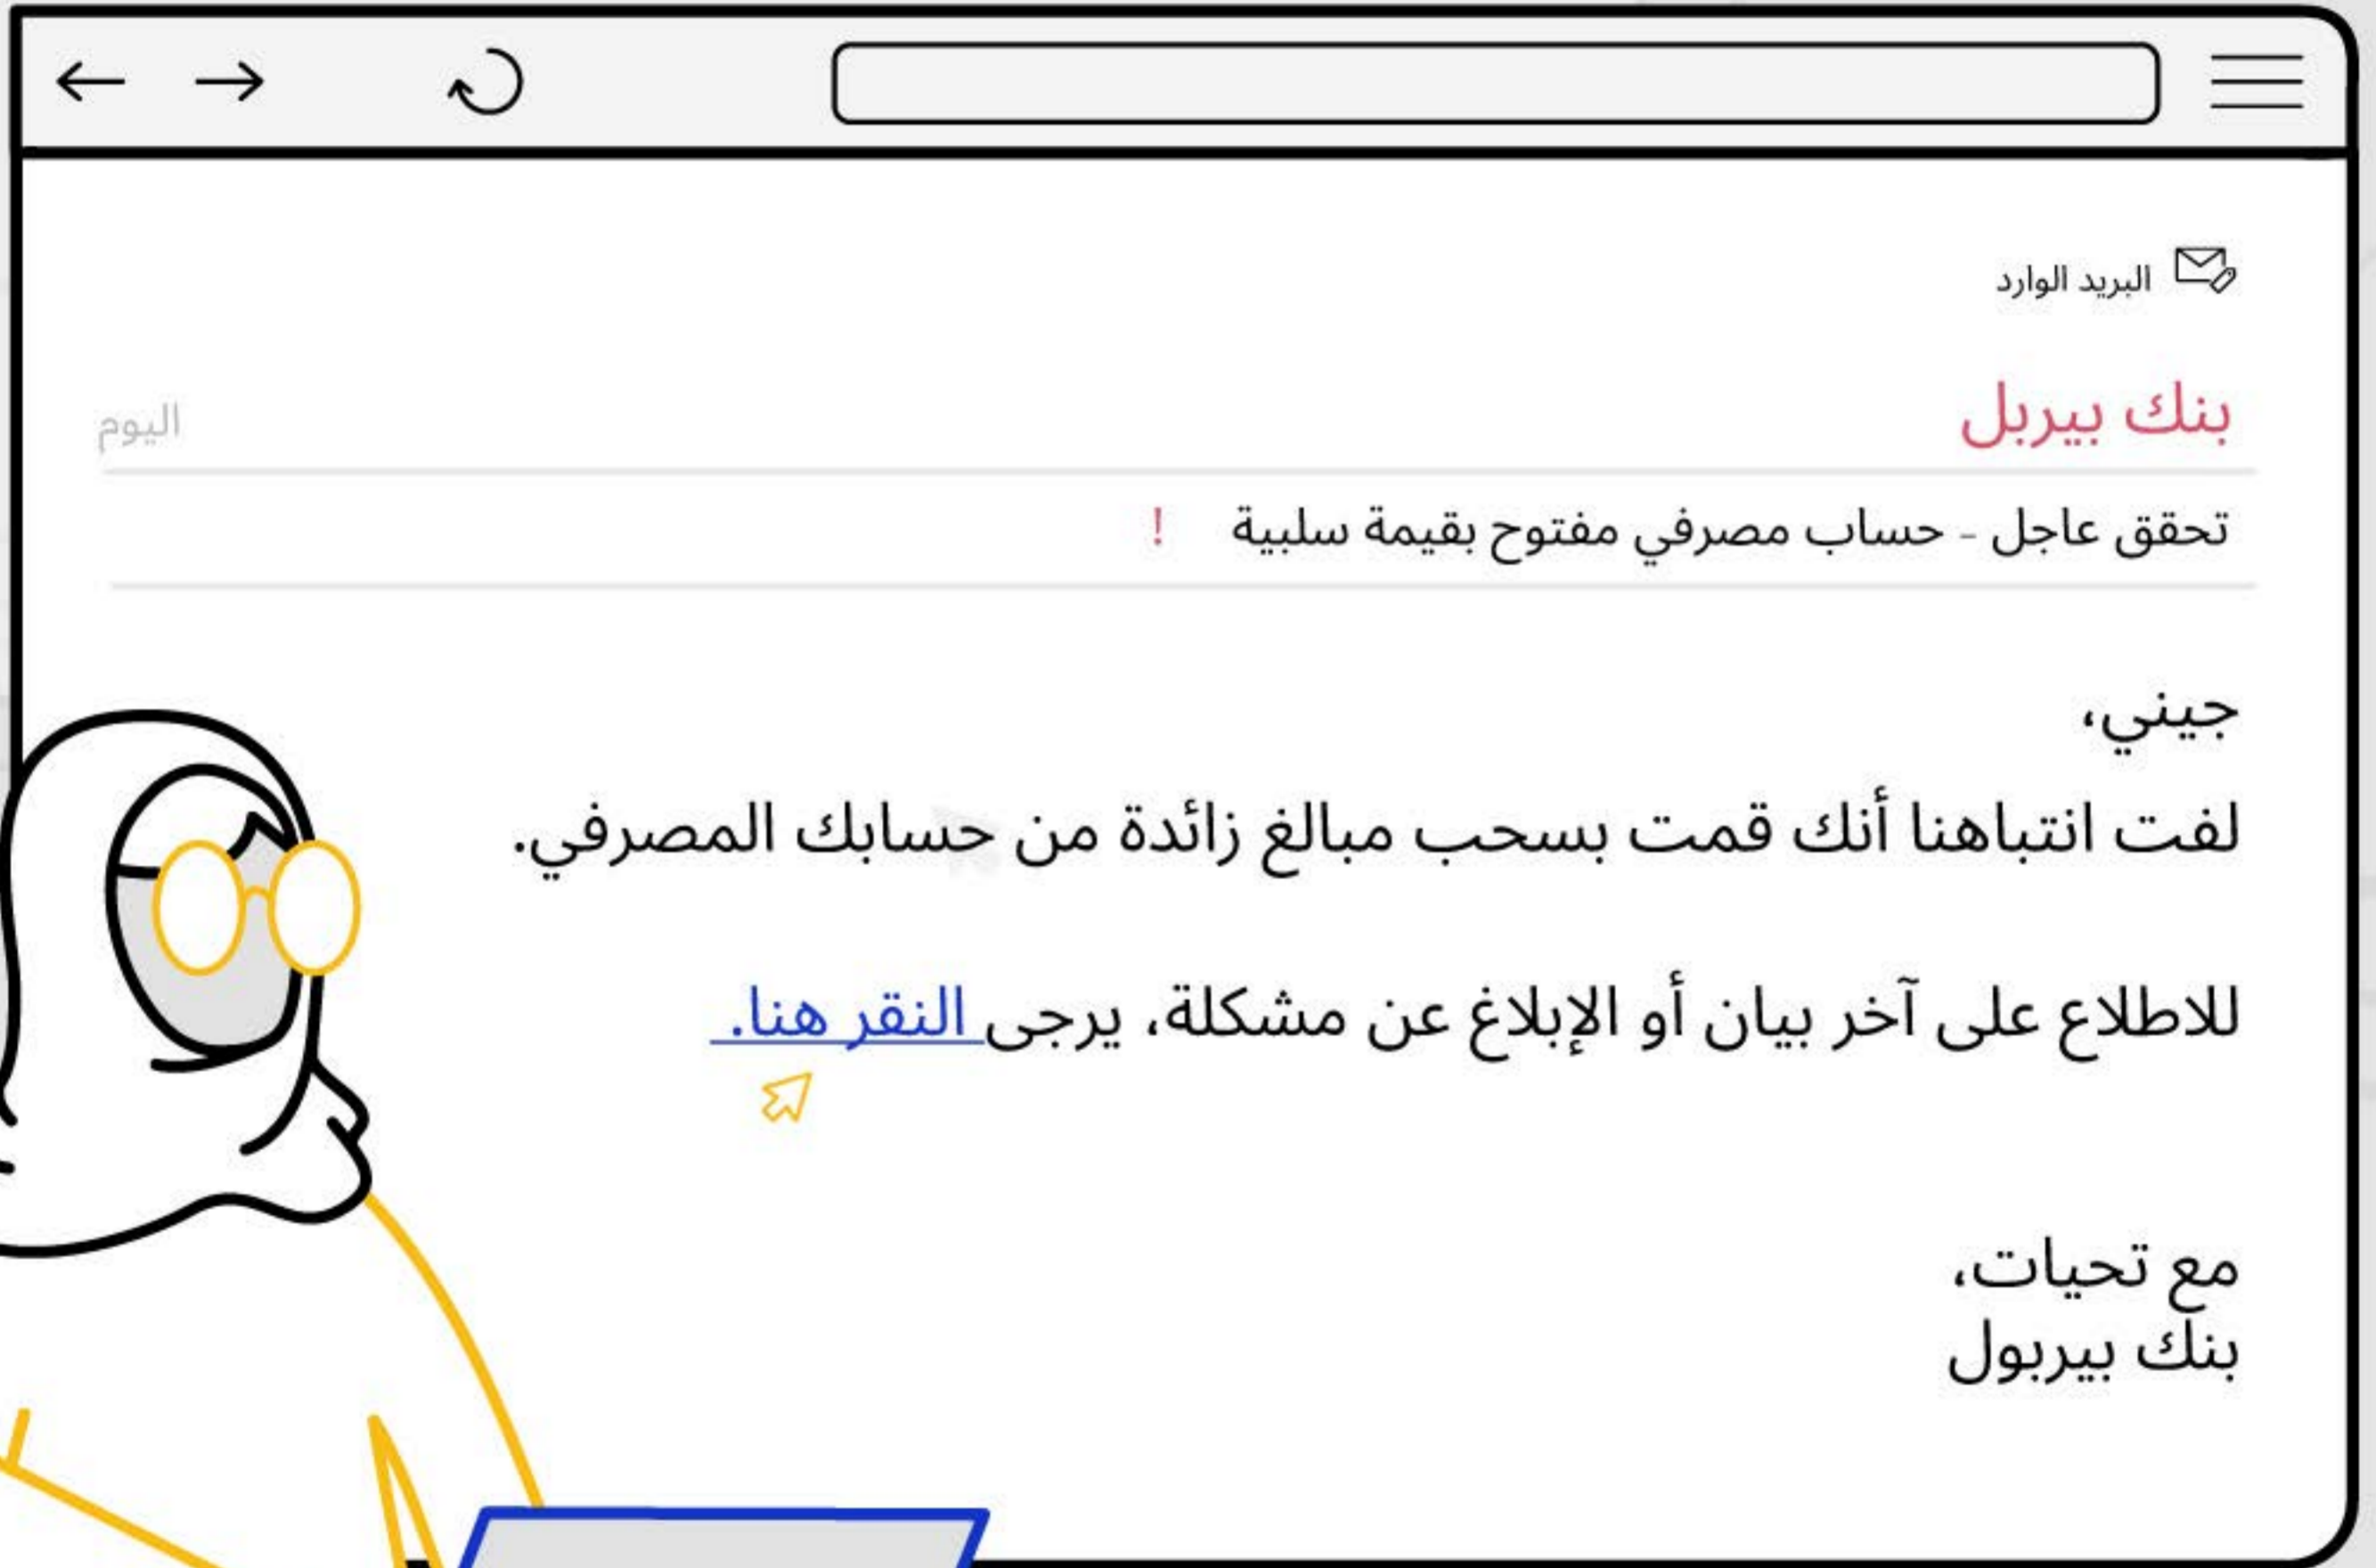 البريد الوارد
بنك بيربل
اليوم
تحقق عاجل - حساب مصرفي مفتوح بقيمة سلبية !
جيني،
لفت انتباهنا أنك قمت بسحب مبالغ زائدة من حسابك المصرفي.
للاطلاع على آخر بيان أو الإبلاغ عن مشكلة، يرجى النقر هنا.
مع تحيات،
بنك بيربول